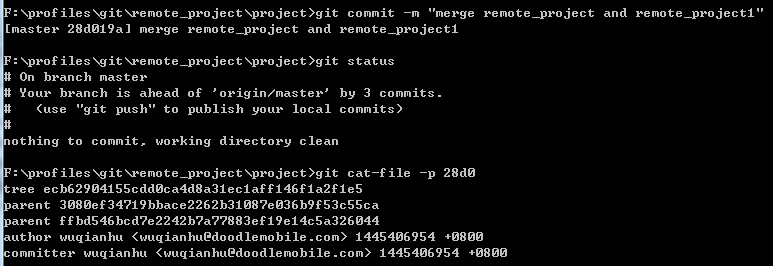 F:\profiles\git\remote_project\project>git commit -m "merge remote_project and remote_project1"
[master 28d019a] merge remote_project and remote_project1
F:\profiles\git\remote_project\project>git status
# On branch master
# Your branch is ahead of 'origin/master' by 3 commits.
#   (use "git push" to publish your local commits)
#
nothing to commit, working directory clean
F:\profiles\git\remote_project\project>git cat-file -p 28d0
tree ecb62904155cdd0ca4d8a31ec1aff146f1a2f1e5
parent 3080ef34719bbace2262b31087e036b9f53c55ca
parent ffbd546bcd7e2242b7a77883ef19e14c5a326044
author wuqianhu <wuqianhu@doodlemobile.com> 1445406954 +0800
committer wuqianhu <wuqianhu@doodlemobile.com> 1445406954 +0800